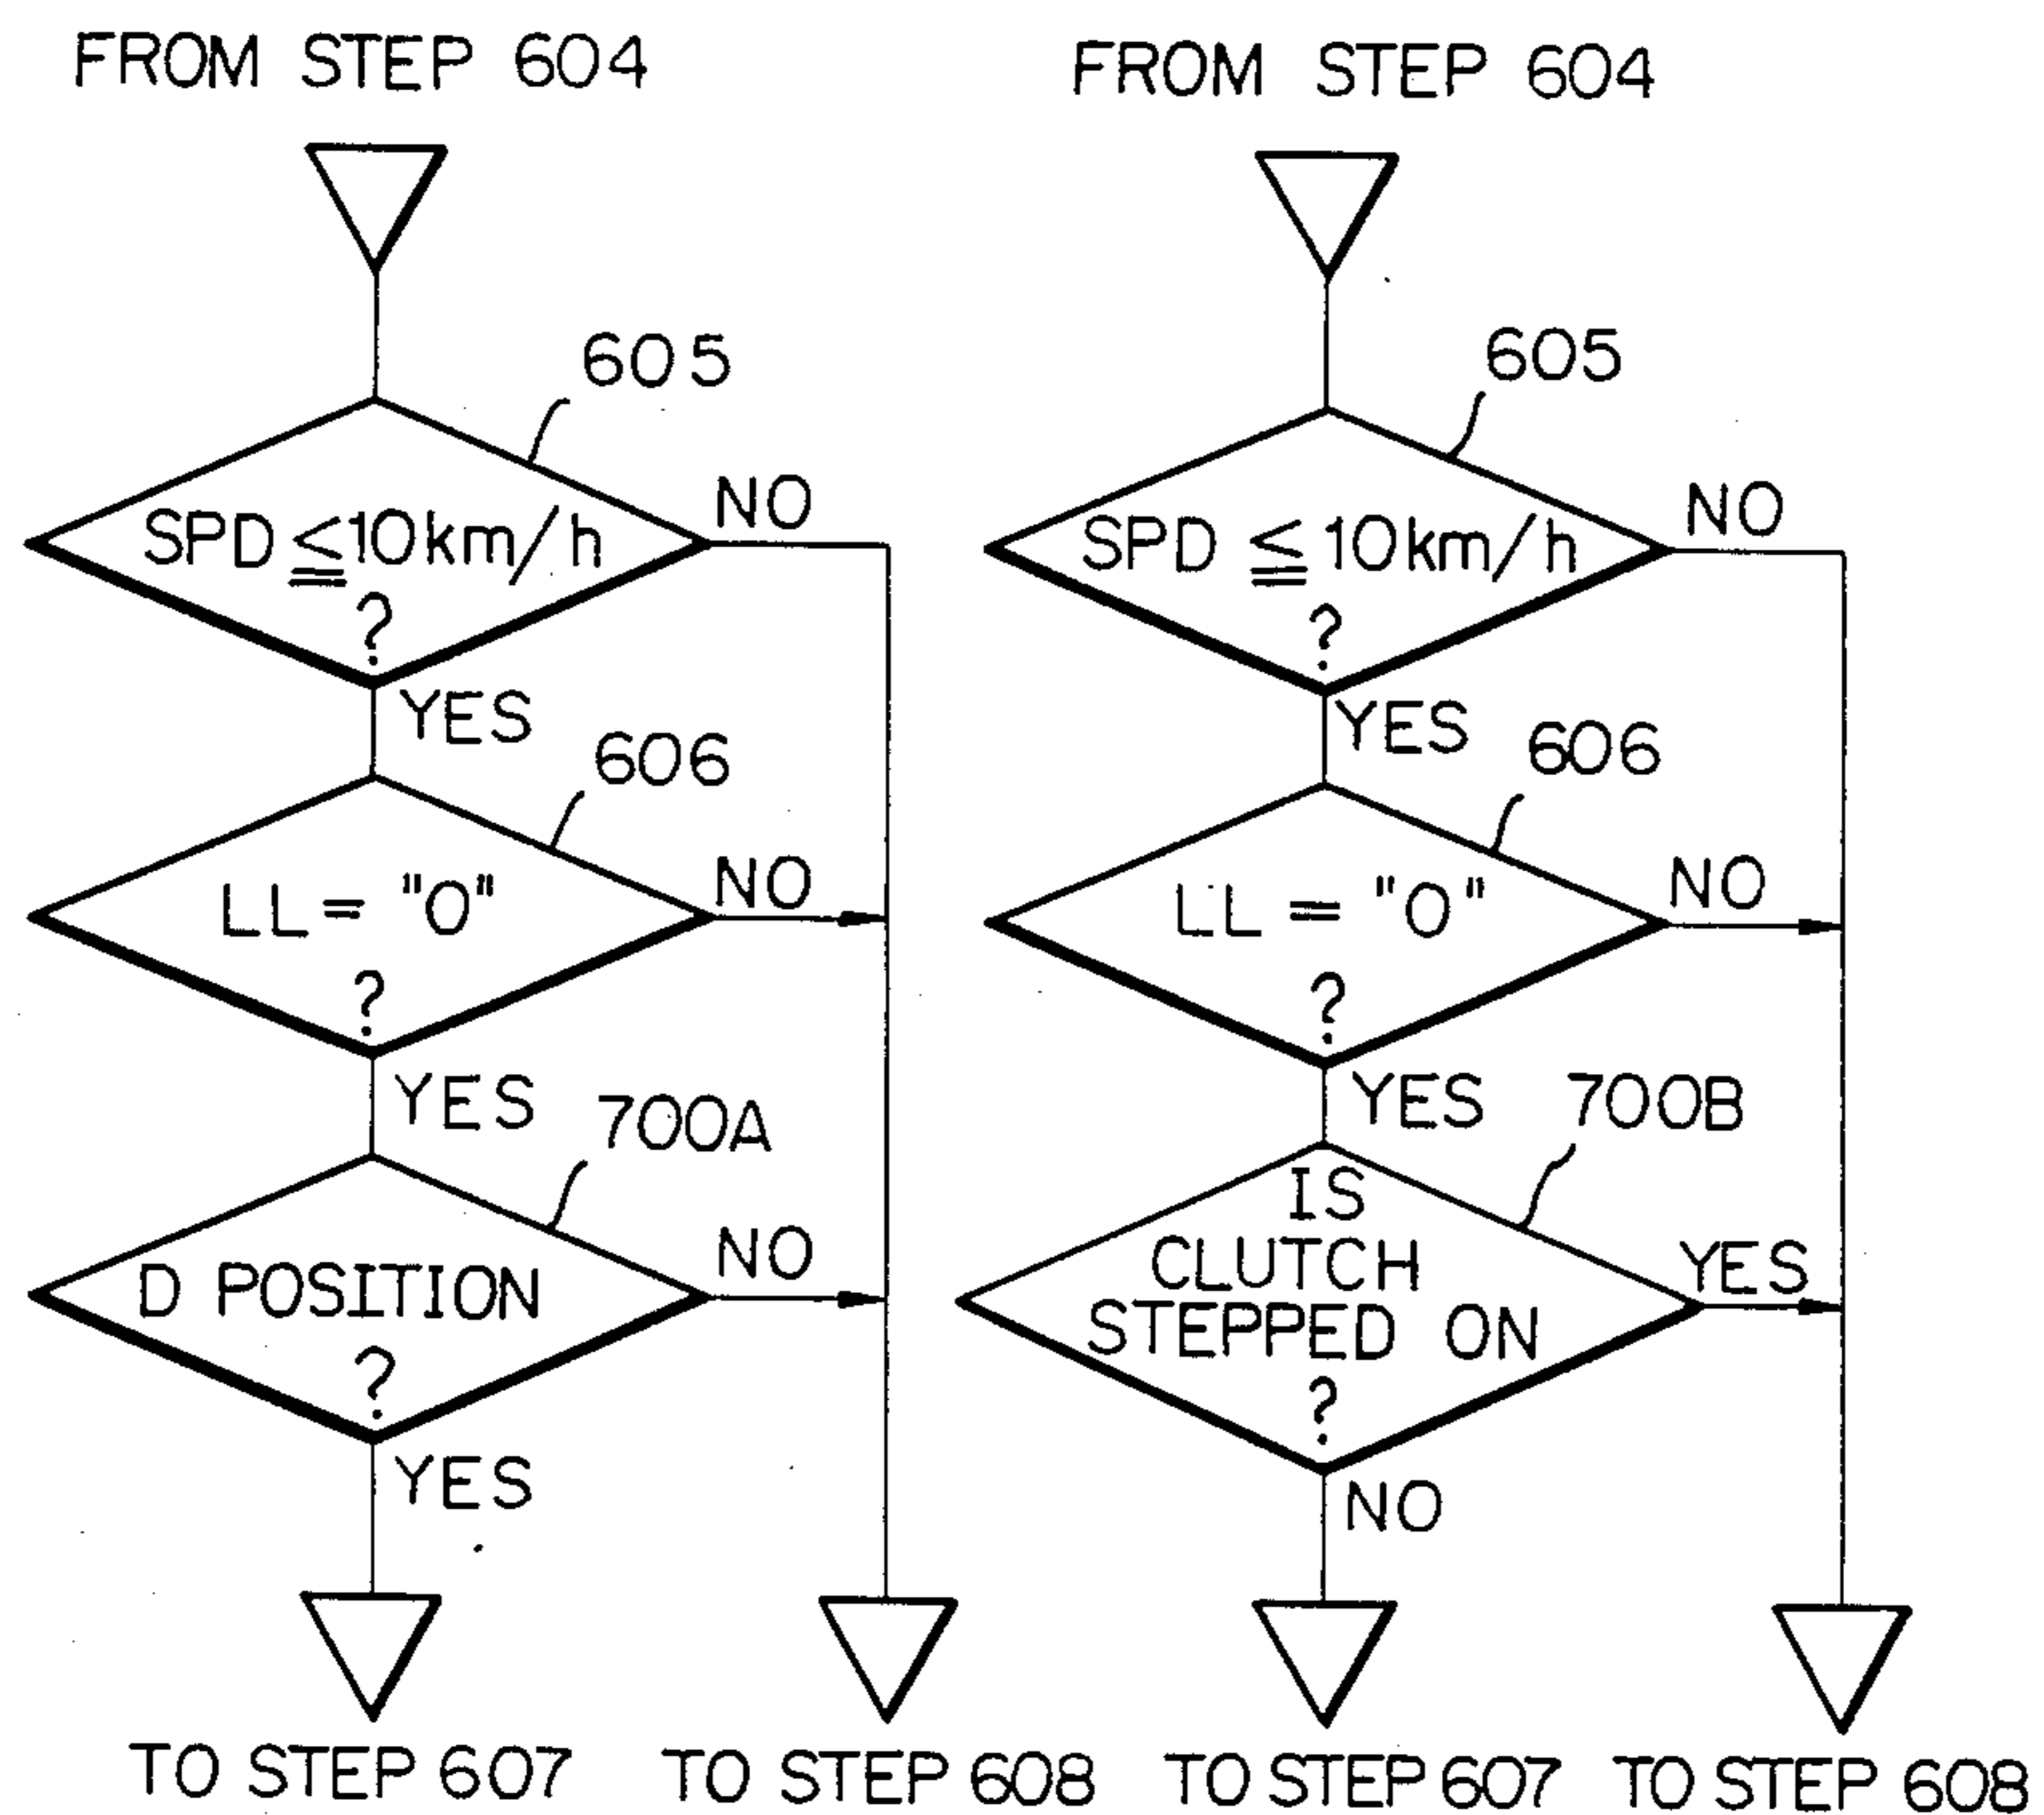 FROM STEP 604
605
SPD ≦ 10km/h
?
NO
YES
606
LL = "0"
?
NO
YES
700A
D POSITION
?
NO
YES
TO STEP 607
TO STEP 608
FROM STEP 604
605
SPD ≦ 10km/h
?
NO
YES
606
LL = "0"
?
NO
YES
700B
IS
CLUTCH
STEPPED ON
?
YES
NO
TO STEP 607
TO STEP 608